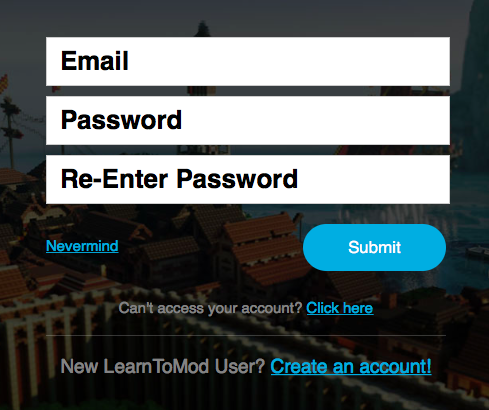 Email
Password
Re-Enter Password
Nevermind
Submit
Can't access your account? Click here
New LearnToMod User? Create an account!